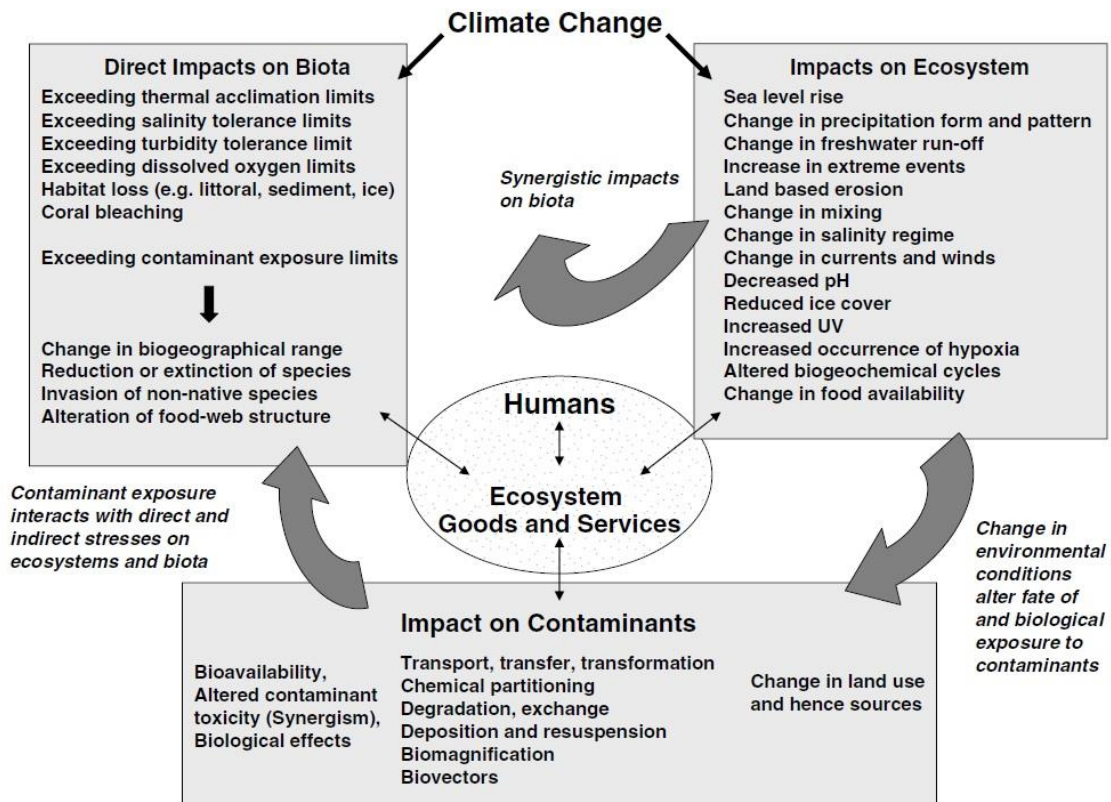 Climate Change
Direct Impacts on Biota
Exceeding thermal acclimation limits
Exceeding salinity tolerance limits
Exceeding turbidity tolerance limit
Exceeding dissolved oxygen limits
Habitat loss (e.g. littoral, sediment, ice)
Coral bleaching
Exceeding contaminant exposure limits
Change in biogeographical range
Reduction or extinction of species
Invasion of non-native species
Alteration of food-web structure
Synergistic impacts
on biota
Impacts on Ecosystem
Sea level rise
Change in precipitation form and pattern
Change in freshwater run-off
Increase in extreme events
Land based erosion
Change in mixing
Change in salinity regime
Change in currents and winds
Decreased pH
Reduced ice cover
Increased UV
Increased occurrence of hypoxia
Altered biogeochemical cycles
Change in food availability
Humans
Ecosystem
Goods and Services
Contaminant exposure
interacts with direct and
indirect stresses on
ecosystems and biota
Change in
environmental
conditions
alter fate of
and biological
exposure to
contaminants
Impact on Contaminants
Bioavailability,
Altered contaminant
toxicity (Synergism),
Biological effects
Transport, transfer, transformation
Chemical partitioning
Degradation, exchange
Deposition and resuspension
Biomagnification
Biovectors
Change in land use
and hence sources